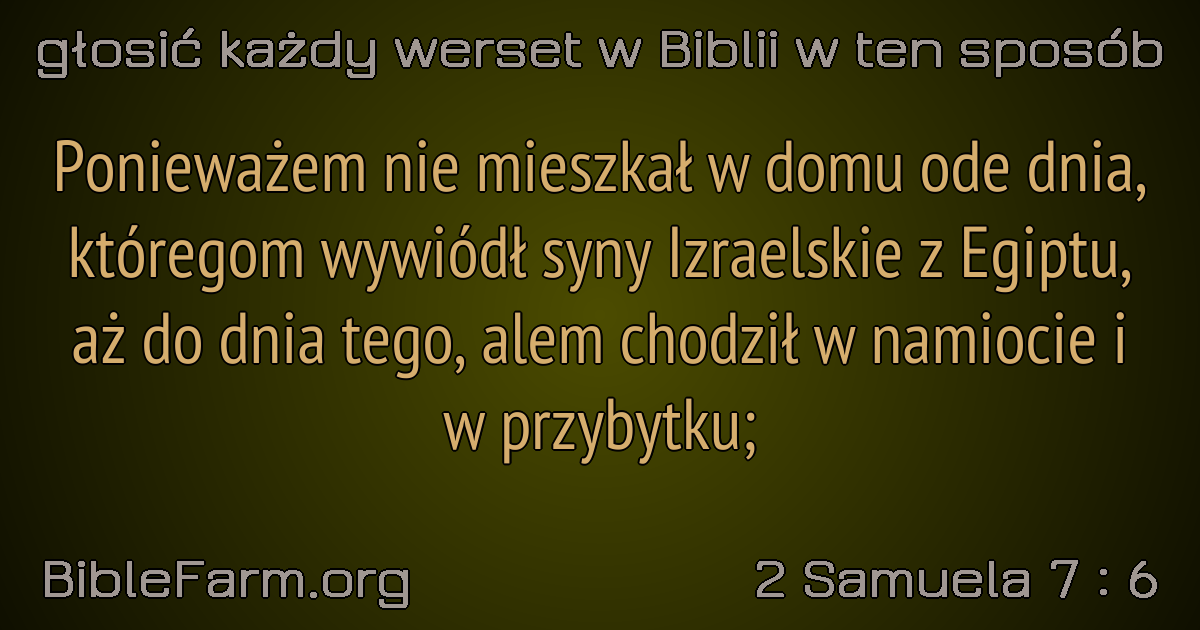 głosić każdy werset w Biblii w ten sposób
Ponieważem nie mieszkał w domu ode dnia,
któregom wywiódł syny Izraelskie z Egiptu,
aż do dnia tego, alem chodził w namiocie i
w przybytku;
BibleFarm.org
2 Samuela 7 : 6